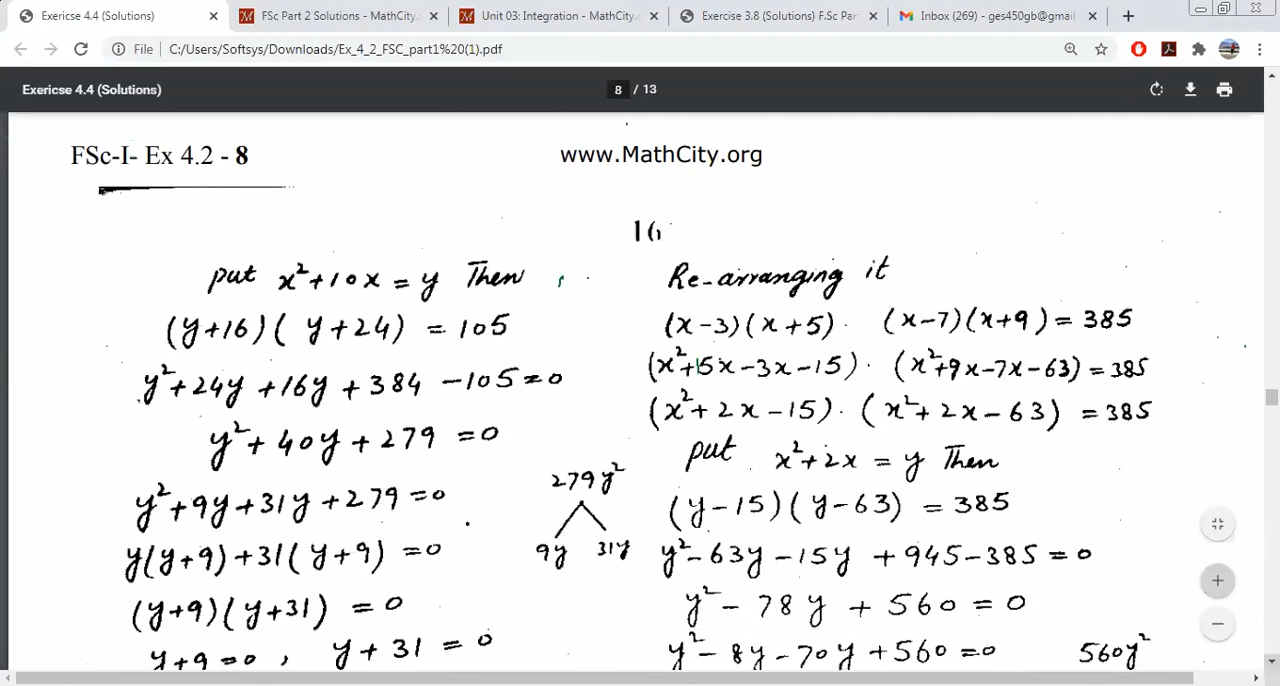 Exericse 4.4 (Solutions)
FSc Part 2 Solutions - MathCity.c
Unit 03: Integration - MathCity.
Exercise 3.8 (Solutions) F.Sc Par
Inbox (269) - ges450gb@gmail
File
C:/Users/Softsys/Downloads/Ex_4_2_FSC_part1%20(1).pdf
Exericse 4.4 (Solutions)
8 / 13
FSc-I- Ex 4.2 - 8
www.MathCity.org
16
put x²+10x = y Then
(y+16)( y+24) = 105
y²+24y +16y + 384 -105=0
y²+40y+279 =0
y²+9y+31y+279=0
y(y+9)+31(y+9) =0
(y+9)(y+31) = 0
y+9=0, y+31 = 0
279y²
9y 31y
Re-arranging it
(x-3)(x+5). (x-7)(x+9) = 385
(x²+15x-3x-15). (x²+9x-7x-63)=385
(x²+2x-15). (x²+2x-63) =385
put x²+2x = y Then
(y-15)(y-63) = 385
y²-63y-15y +945-385=0
y²-78y+560=0
y²-8y-70y+560=0
560y²